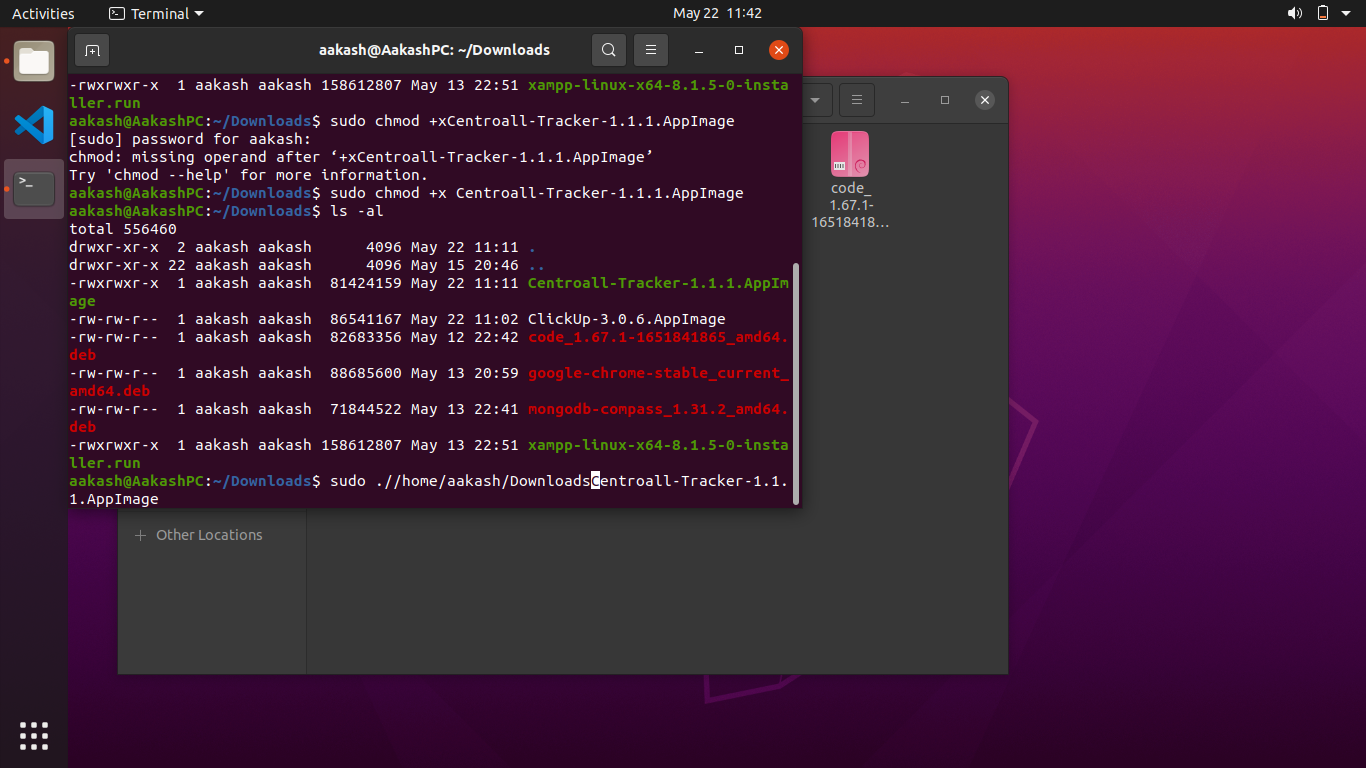 Activities
Terminal
May 22 11:42
aakash@AakashPC: ~/Downloads
-rwxrwxr-x  1 aakash aakash 158612807 May 13 22:51 xampp-linux-x64-8.1.5-0-insta
ller.run
aakash@AakashPC:~/Downloads$ sudo chmod +xCentroall-Tracker-1.1.1.AppImage
[sudo] password for aakash:
chmod: missing operand after ‘+xCentroall-Tracker-1.1.1.AppImage’
Try 'chmod --help' for more information.
aakash@AakashPC:~/Downloads$ sudo chmod +x Centroall-Tracker-1.1.1.AppImage
aakash@AakashPC:~/Downloads$ ls -al
total 556460
drwxr-xr-x  2 aakash aakash      4096 May 22 11:11 .
drwxr-xr-x 22 aakash aakash      4096 May 15 20:46 ..
-rwxrwxr-x  1 aakash aakash  81424159 May 22 11:11 Centroall-Tracker-1.1.1.AppIm
age
-rw-rw-r--  1 aakash aakash  86541167 May 22 11:02 ClickUp-3.0.6.AppImage
-rw-rw-r--  1 aakash aakash  82683356 May 12 22:42 code_1.67.1-1651841865_amd64.
deb
-rw-rw-r--  1 aakash aakash  88685600 May 13 20:59 google-chrome-stable_current_
amd64.deb
-rw-rw-r--  1 aakash aakash  71844522 May 13 22:41 mongodb-compass_1.31.2_amd64.
deb
-rwxrwxr-x  1 aakash aakash 158612807 May 13 22:51 xampp-linux-x64-8.1.5-0-insta
ller.run
aakash@AakashPC:~/Downloads$ sudo .//home/aakash/DownloadsCentroall-Tracker-1.1.
1.AppImage
code_
1.67.1-
16518418…
Other Locations